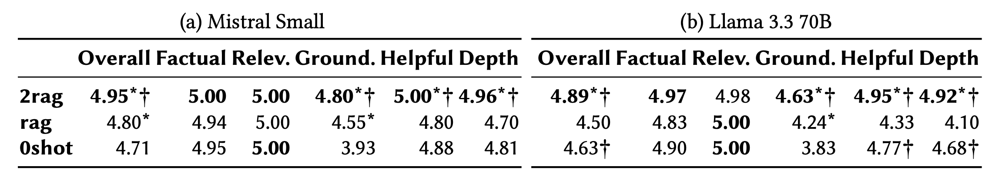 (a) Mistral Small (b) Llama 3.3 70B
Overall Factual Relev. Ground. Helpful Depth Overall Factual Relev. Ground. Helpful Depth
2rag 4.95*† 5.00 5.00 4.80*† 5.00*† 4.96*† 4.89*† 4.97 4.98 4.63*† 4.95*† 4.92*†
rag 4.80* 4.94 5.00 4.55* 4.80 4.70 4.50 4.83 5.00 4.24* 4.33 4.10
0shot 4.71 4.95 5.00 3.93 4.88 4.81 4.63† 4.90 5.00 3.83 4.77† 4.68†